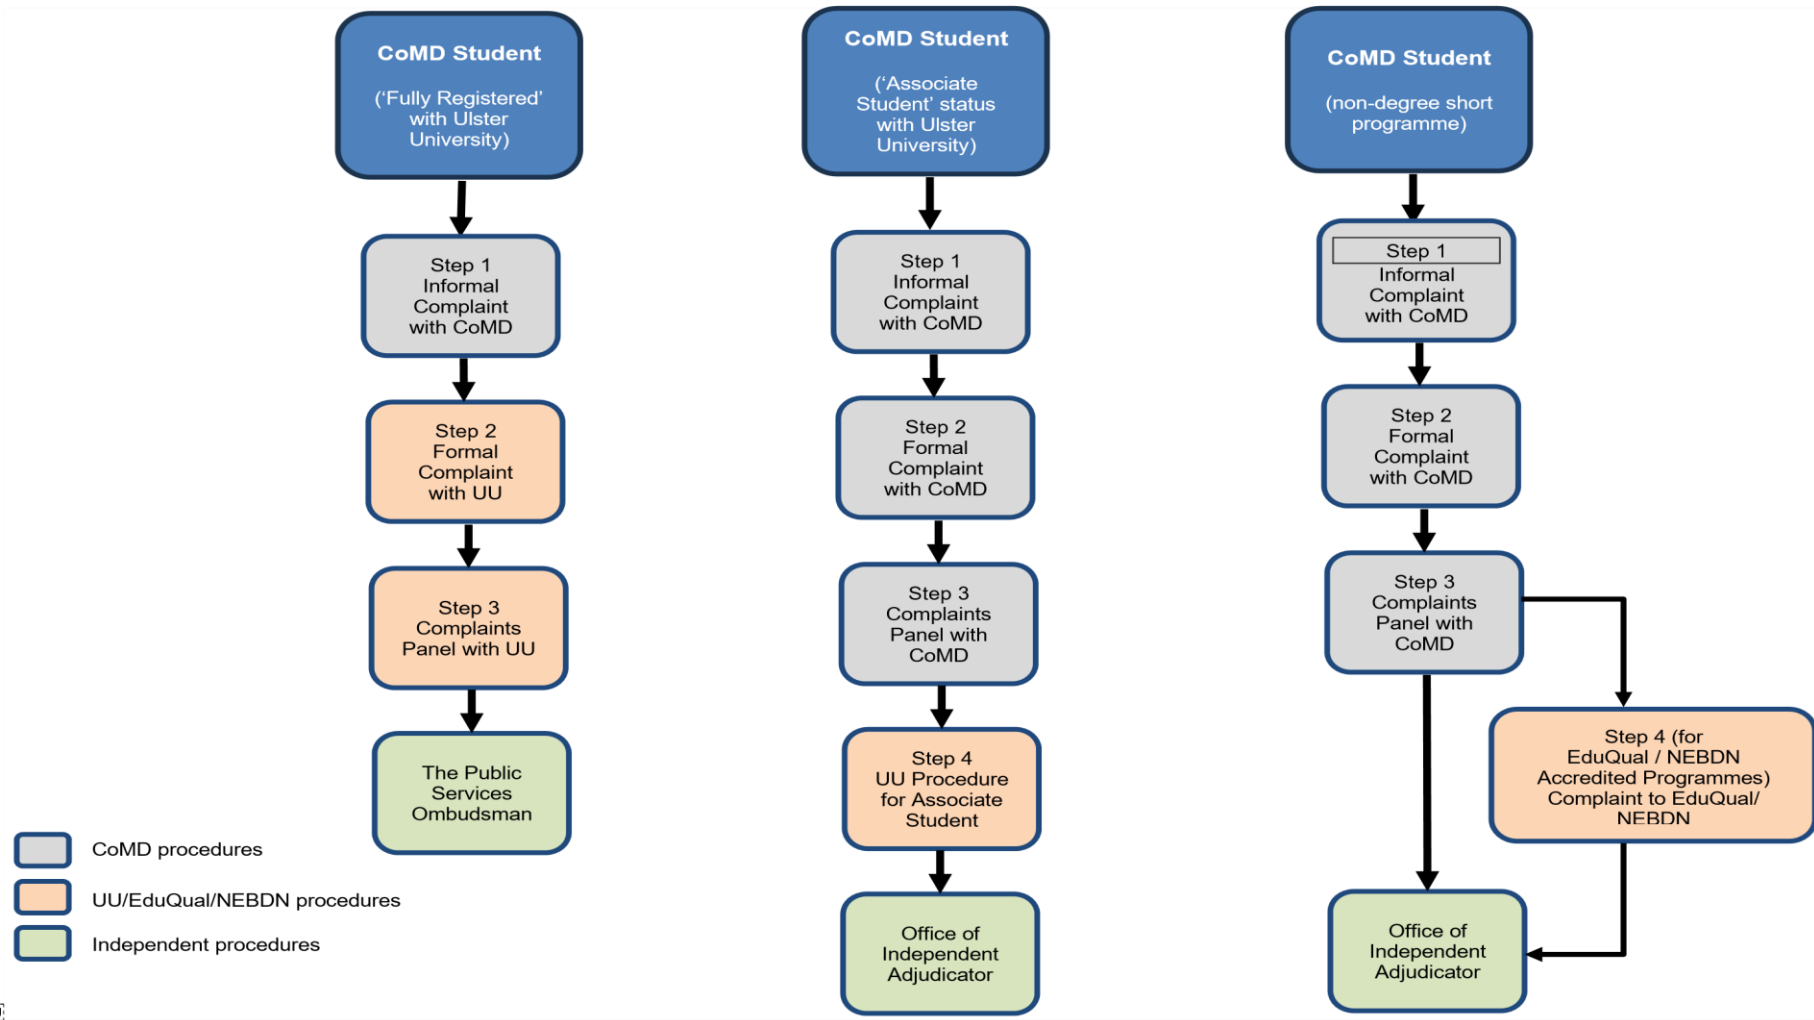 CoMD Student
(‘Fully Registered’
with Ulster
University)
Step 1
Informal
Complaint
with CoMD
Step 2
Formal
Complaint
with UU
Step 3
Complaints
Panel with UU
The Public
Services
Ombudsman
CoMD Student
(‘Associate
Student’ status
with Ulster
University)
Step 1
Informal
Complaint
with CoMD
Step 2
Formal
Complaint
with CoMD
Step 3
Complaints
Panel with
CoMD
Step 4
UU Procedure
for Associate
Student
Office of
Independent
Adjudicator
CoMD Student
(non-degree short
programme)
Step 1
Informal
Complaint
with CoMD
Step 2
Formal
Complaint
with CoMD
Step 3
Complaints
Panel with
CoMD
Step 4 (for
EduQual / NEBDN
Accredited Programmes)
Complaint to EduQual/
NEBDN
Office of
Independent
Adjudicator
CoMD procedures
UU/EduQual/NEBDN procedures
Independent procedures